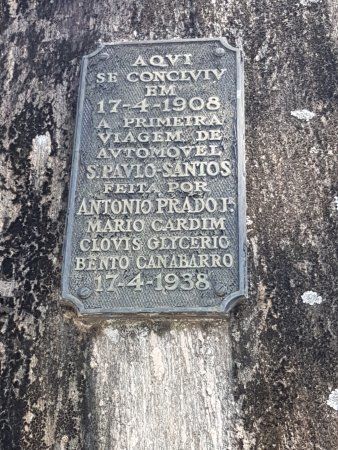 AQVI
SE CONCLVIV
EM
17-4-1908
A PRIMEIRA
VIAGEM DE
AVTOMOVEL
S.PAVLO-SANTOS
FEITA POR
ANTONIO PRADO Jᴿ
MARIO CARDIM
CLOVIS GLYCERIO
BENTO CANABARRO
17-4-1938